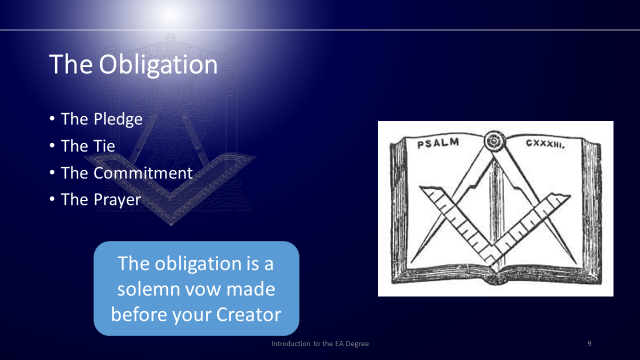 The Obligation
• The Pledge
• The Tie
• The Commitment
• The Prayer
PSALM CXXXIII.
The obligation is a
solemn vow made
before your Creator
Introduction to the EA Degree
9